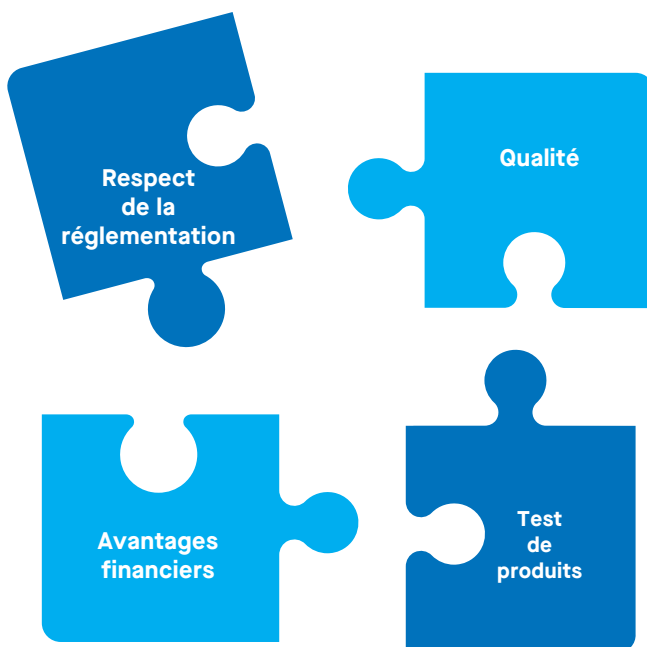 Respect
de la
réglementation
Qualité
Avantages
financiers
Test
de
produits